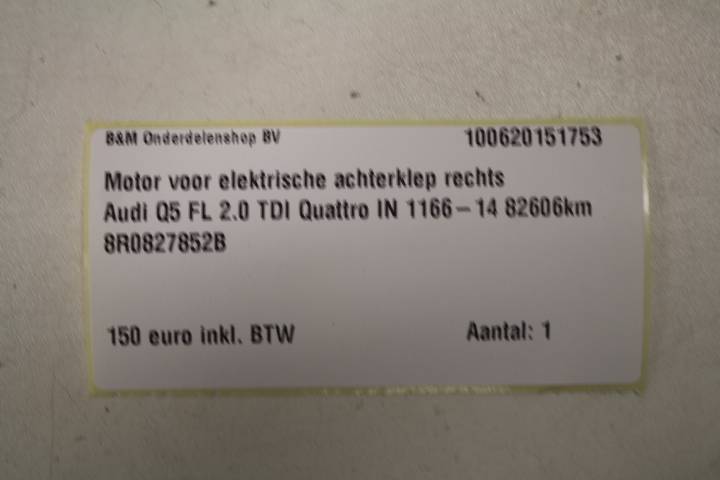 B&M Onderdelenshop BV 100620151753
Motor voor elektrische achterklep rechts
Audi Q5 FL 2.0 TDI Quattro IN 1166-14 82606km
8R0827852B
150 euro inkl. BTW Aantal: 1